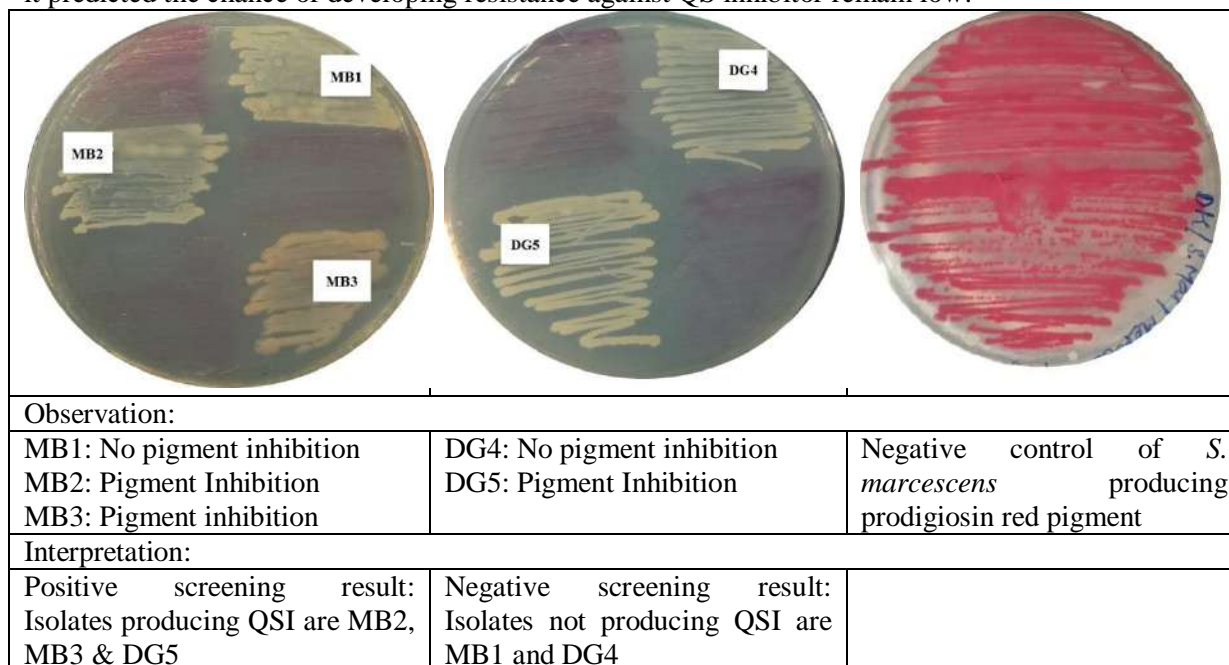 it predicted the chance of developing resistance against QS inhibitor remain low.
MB1
MB2
MB3
DG4
DG5
Observation:
MB1: No pigment inhibition
MB2: Pigment Inhibition
MB3: Pigment inhibition
DG4: No pigment inhibition
DG5: Pigment Inhibition
Negative control of S.
marcescens producing
prodigiosin red pigment
Interpretation:
Positive screening result:
Isolates producing QSI are MB2,
MB3 & DG5
Negative screening result:
Isolates not producing QSI are
MB1 and DG4